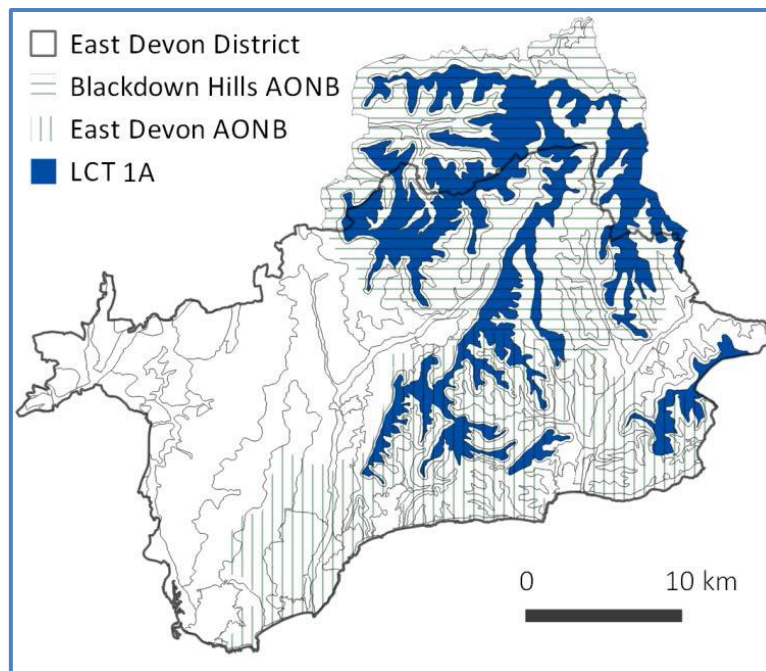 East Devon District
Blackdown Hills AONB
East Devon AONB
LCT 1A
0 10 km